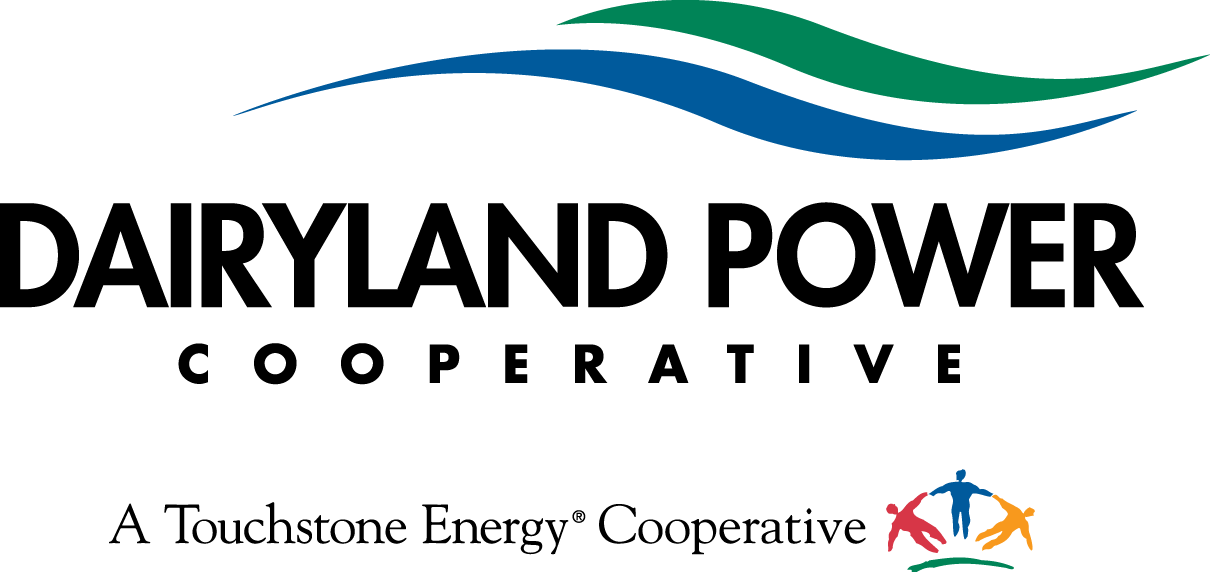 DAIRYLAND POWER
COOPERATIVE
A Touchstone Energy® Cooperative